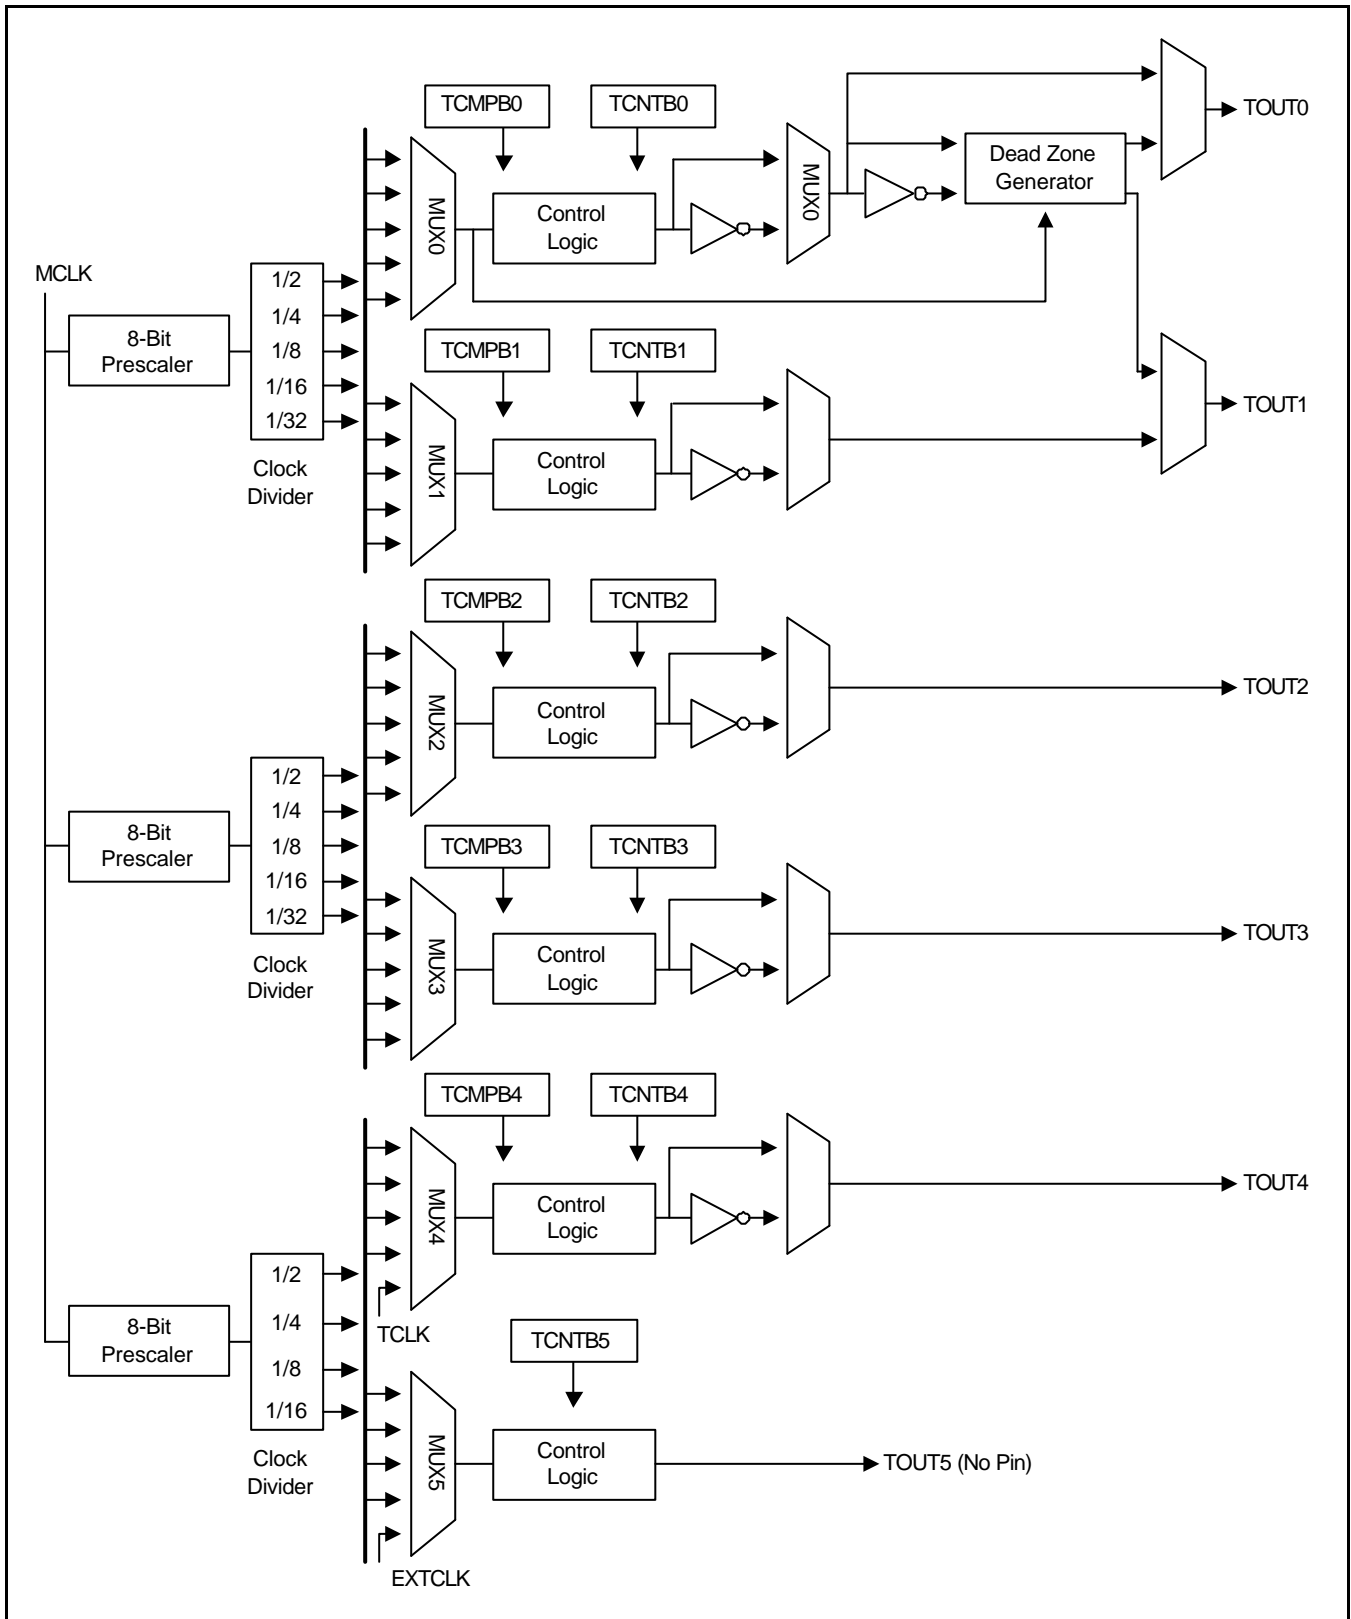 TCMPB0
TCNTB0
TOUT0
MUX0
Control
Logic
MUX0
Dead Zone
Generator
MCLK
8-Bit
Prescaler
1/2
1/4
1/8
1/16
1/32
Clock
Divider
TCMPB1
TCNTB1
MUX1
Control
Logic
TOUT1
TCMPB2
TCNTB2
MUX2
Control
Logic
TOUT2
8-Bit
Prescaler
1/2
1/4
1/8
1/16
1/32
Clock
Divider
TCMPB3
TCNTB3
MUX3
Control
Logic
TOUT3
TCMPB4
TCNTB4
MUX4
Control
Logic
TOUT4
TCLK
8-Bit
Prescaler
1/2
1/4
1/8
1/16
Clock
Divider
TCNTB5
MUX5
Control
Logic
TOUT5 (No Pin)
EXTCLK